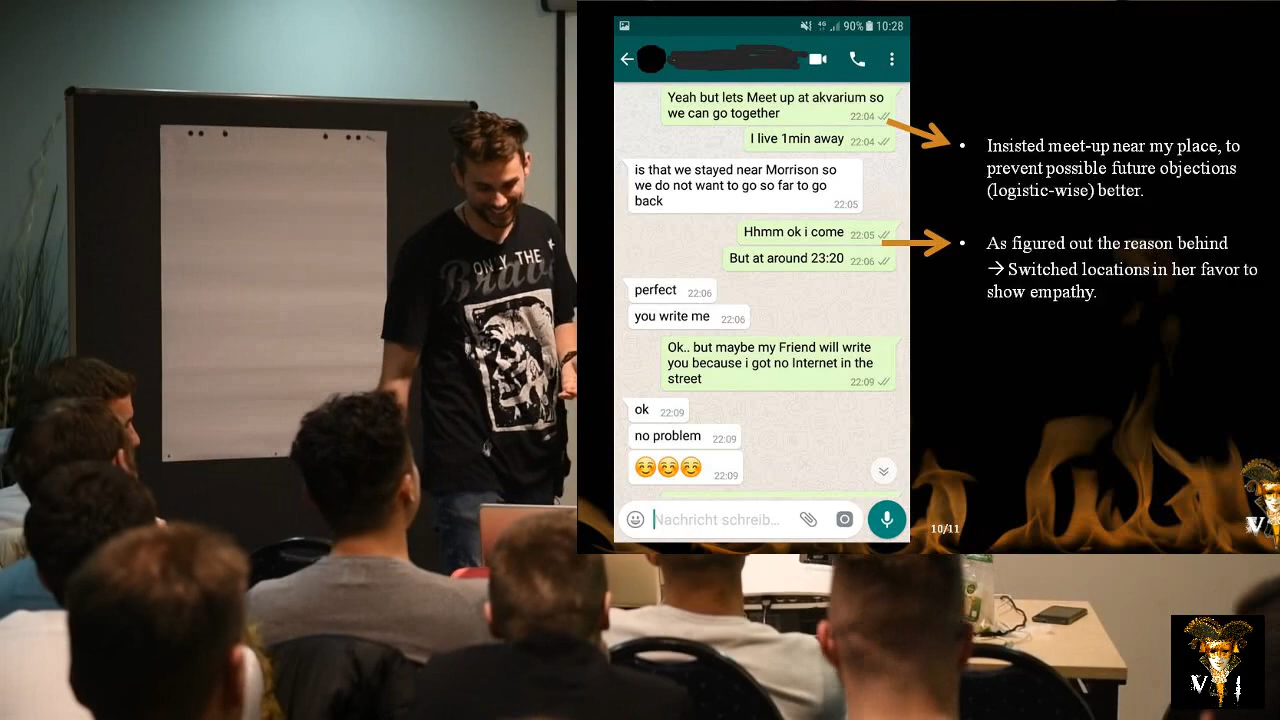 4G 90% 10:28
Yeah but lets Meet up at akvarium so
we can go together
22:04
I live 1min away 22:04
is that we stayed near Morrison so
we do not want to go so far to go
back
22:05
Hhmm ok i come 22:05
But at around 23:20 22:06
perfect 22:06
you write me 22:06
Ok.. but maybe my Friend will write
you because i got no Internet in the
street
22:09
ok 22:09
no problem 22:09
22:09
Nachricht schreib...
• Insisted meet-up near my place, to
prevent possible future objections
(logistic-wise) better.
• As figured out the reason behind
→ Switched locations in her favor to
show empathy.
10/11
ONLY THE
Brave
V I
V I